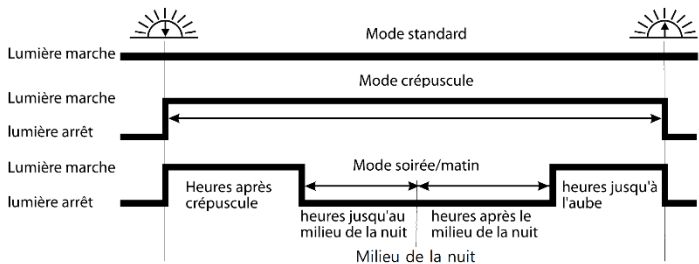 Mode standard
Lumière marche
Mode crépuscule
Lumière marche
lumière arrêt
Lumière marche
Mode soirée/matin
Heures après
crépuscule
heures jusqu'à
l'aube
lumière arrêt
heures jusqu'au
milieu de la nuit
heures après le
milieu de la nuit
Milieu de la nuit